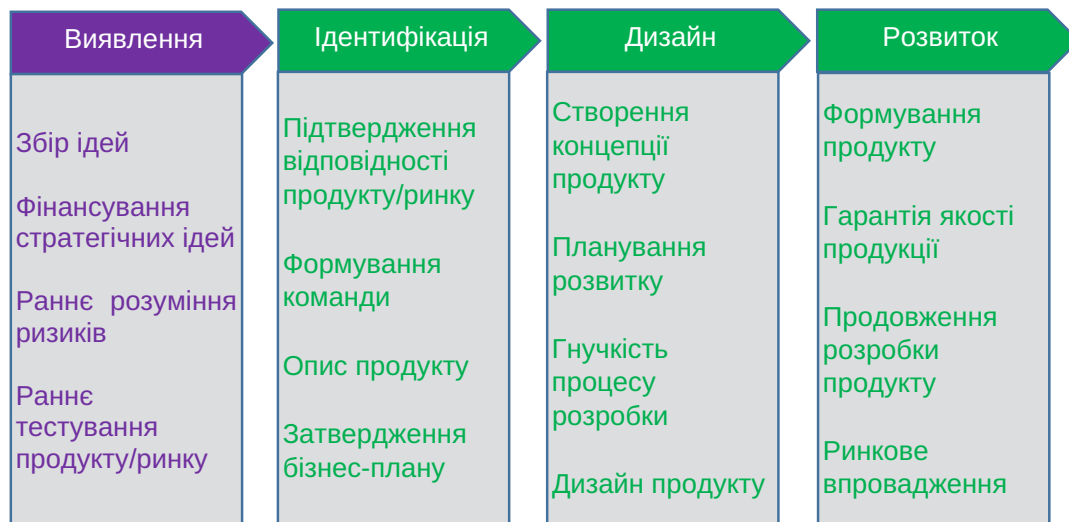 Виявлення
Збір ідей
Фінансування
стратегічних ідей
Раннє розуміння
ризиків
Раннє
тестування
продукту/ринку
Ідентифікація
Підтвердження
відповідності
продукту/ринку
Формування
команди
Опис продукту
Затвердження
бізнес-плану
Дизайн
Створення
концепції
продукту
Планування
розвитку
Гнучкість
процесу
розробки
Дизайн продукту
Розвиток
Формування
продукту
Гарантія якості
продукції
Продовження
розробки
продукту
Ринкове
впровадження